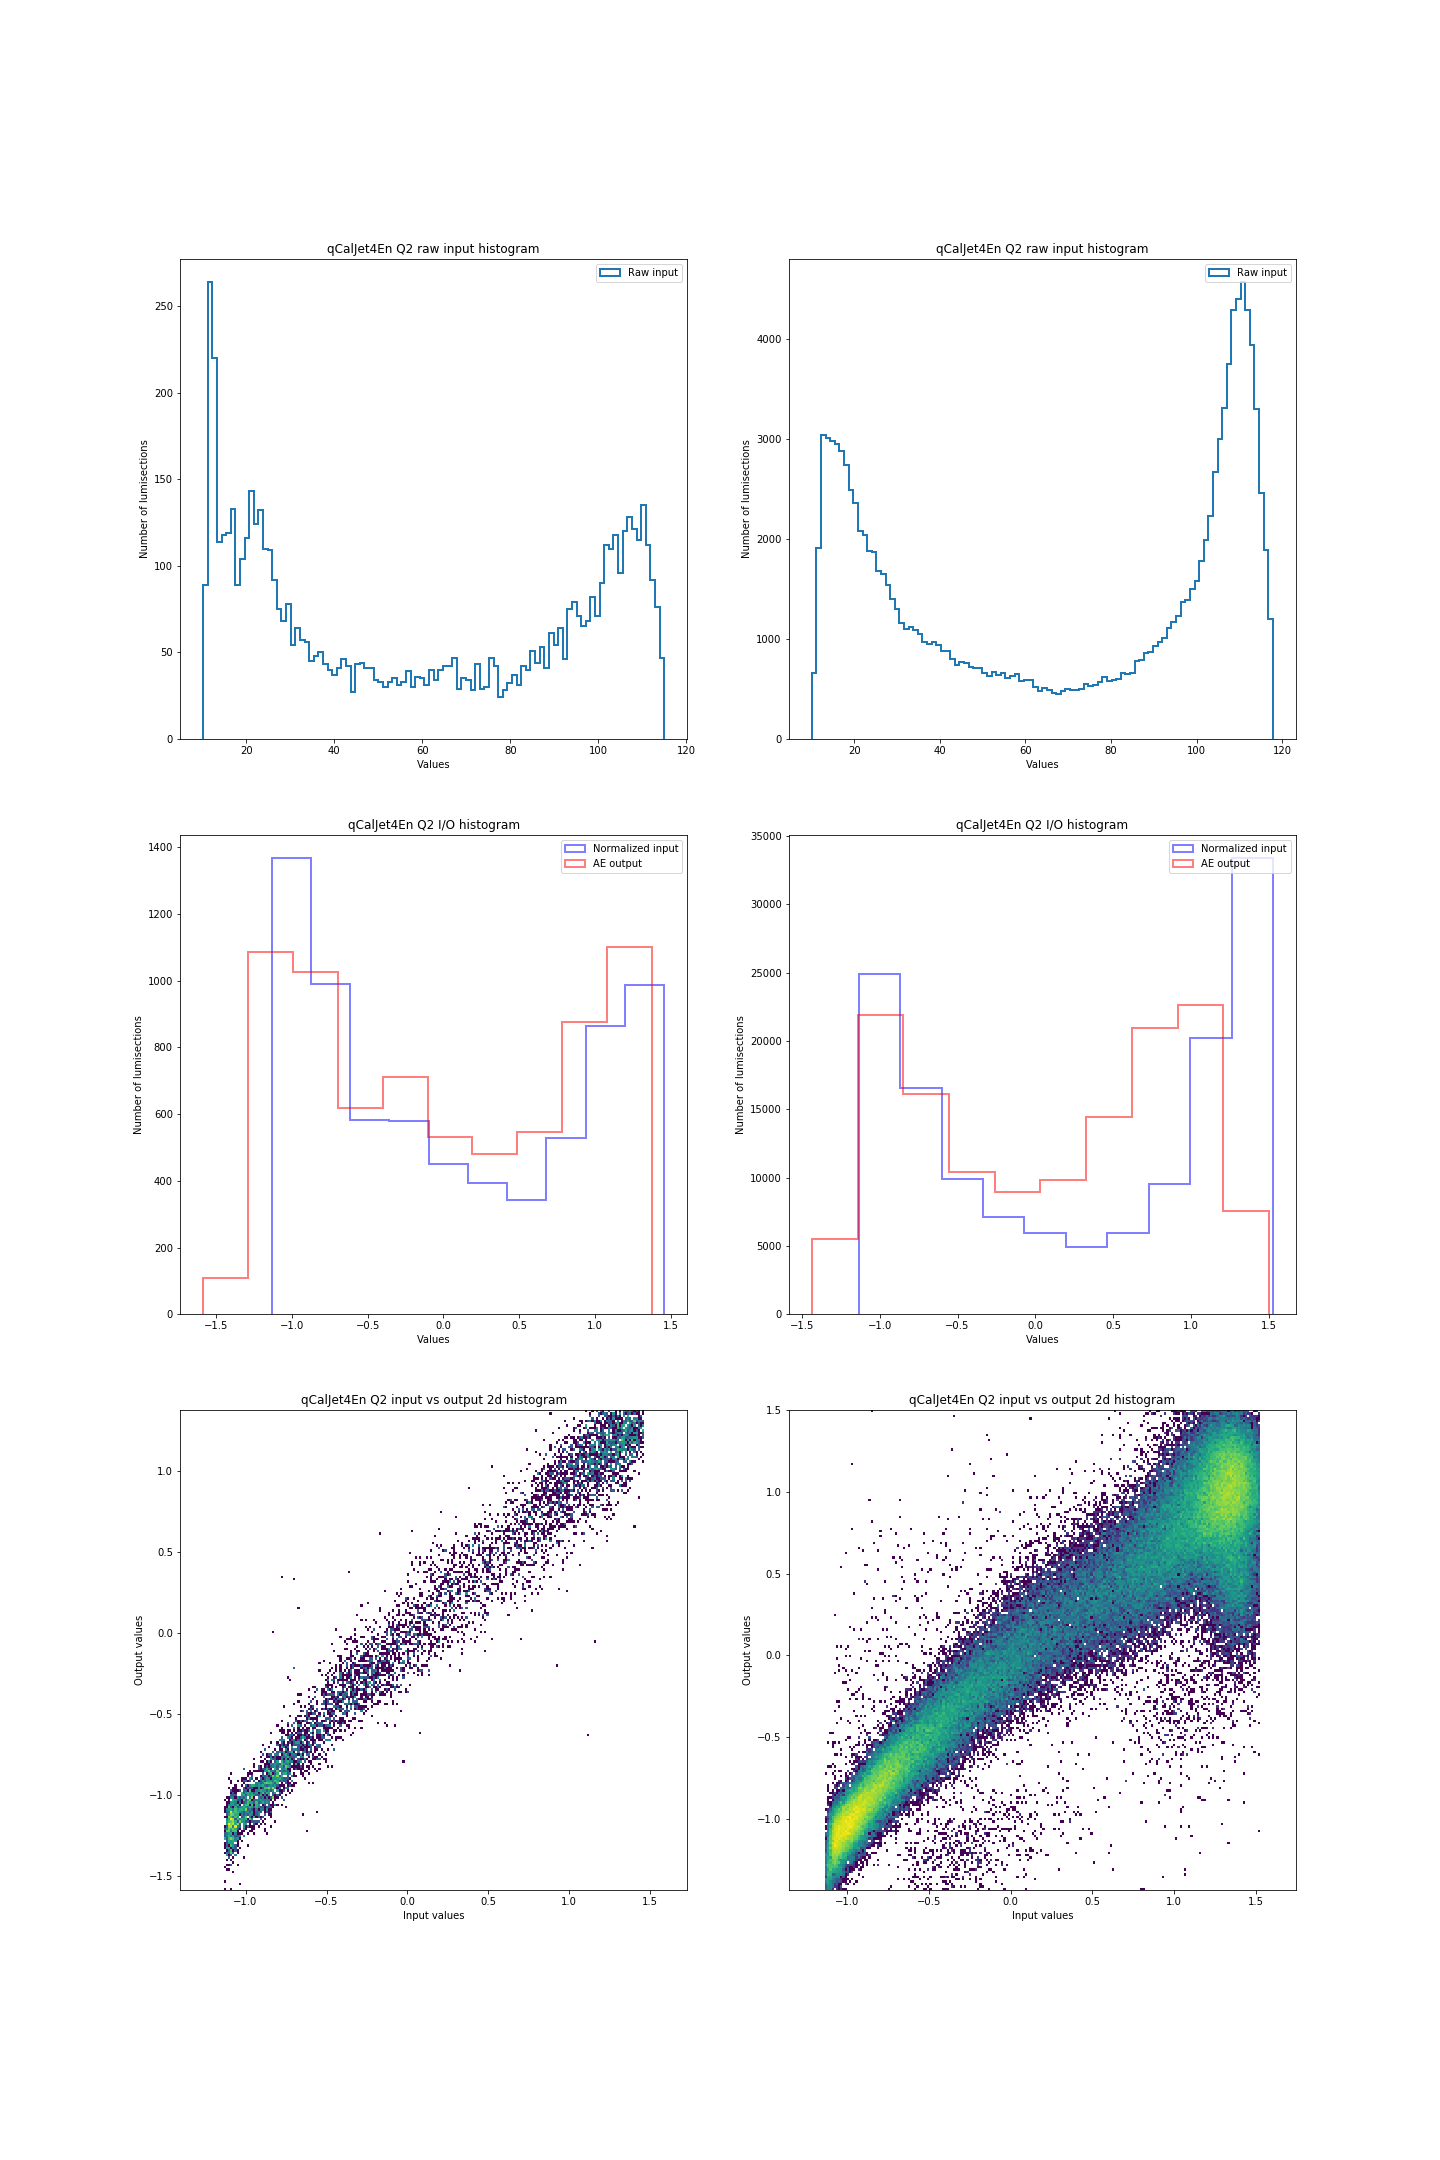 qCalJet4En Q2 raw input histogram
Raw input
250
200
150
100
50
0
Number of lumisections
20 40 60 80 100 120
Values
qCalJet4En Q2 raw input histogram
Raw input
4000
3000
2000
1000
0
Number of lumisections
20 40 60 80 100 120
Values
qCalJet4En Q2 I/O histogram
Normalized input
AE output
1400
1200
1000
800
600
400
200
0
Number of lumisections
−1.5 −1.0 −0.5 0.0 0.5 1.0 1.5
Values
qCalJet4En Q2 I/O histogram
Normalized input
AE output
35000
30000
25000
20000
15000
10000
5000
0
Number of lumisections
−1.5 −1.0 −0.5 0.0 0.5 1.0 1.5
Values
qCalJet4En Q2 input vs output 2d histogram
1.0
0.5
0.0
−0.5
−1.0
−1.5
Output values
−1.0 −0.5 0.0 0.5 1.0 1.5
Input values
qCalJet4En Q2 input vs output 2d histogram
1.5
1.0
0.5
0.0
−0.5
−1.0
Output values
−1.0 −0.5 0.0 0.5 1.0 1.5
Input values